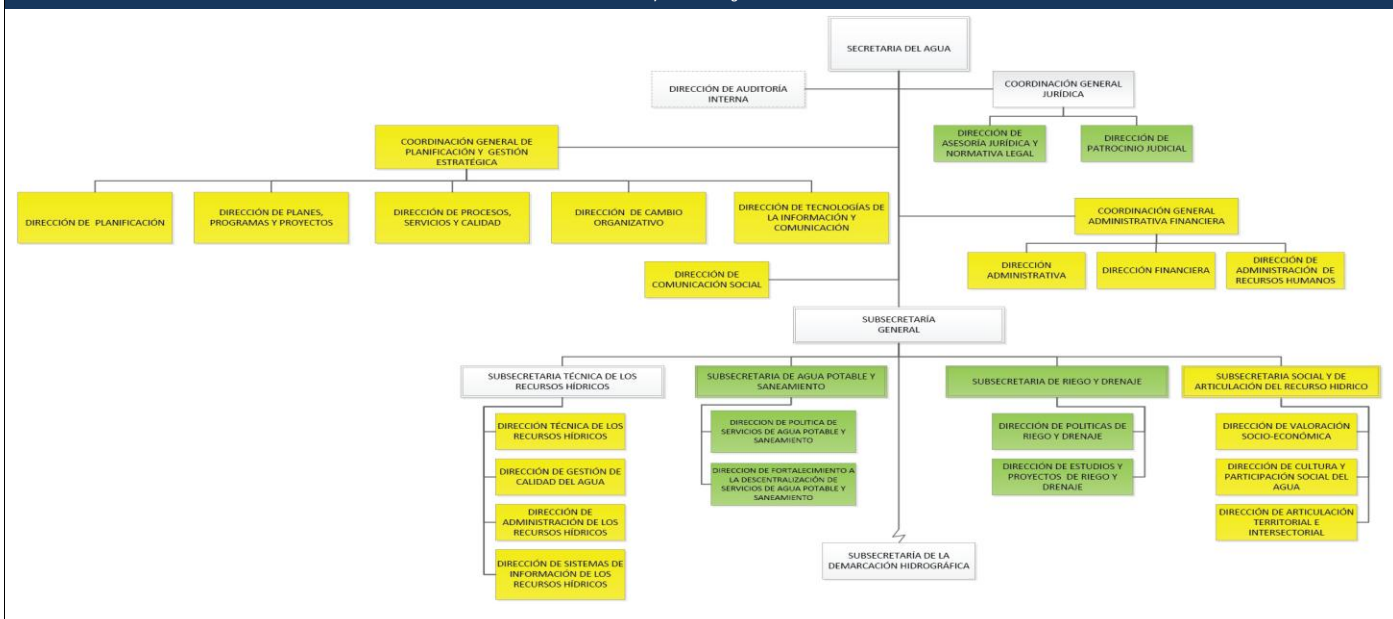 SECRETARIA DEL AGUA
DIRECCIÓN DE AUDITORÍA
INTERNA
COORDINACIÓN GENERAL
JURÍDICA
COORDINACIÓN GENERAL DE
PLANIFICACIÓN Y GESTIÓN
ESTRATÉGICA
DIRECCIÓN DE
ASESORÍA JURÍDICA Y
NORMATIVA LEGAL
DIRECCIÓN DE
PATROCINIO JUDICIAL
DIRECCIÓN DE PLANIFICACIÓN
DIRECCIÓN DE PLANES,
PROGRAMAS Y PROYECTOS
DIRECCIÓN DE PROCESOS,
SERVICIOS Y CALIDAD
DIRECCIÓN DE CAMBIO
ORGANIZATIVO
DIRECCIÓN DE TECNOLOGÍAS DE
LA INFORMACIÓN Y
COMUNICACIÓN
COORDINACIÓN GENERAL
ADMINISTRATIVA FINANCIERA
DIRECCIÓN
ADMINISTRATIVA
DIRECCIÓN FINANCIERA
DIRECCIÓN DE
ADMINISTRACIÓN DE
RECURSOS HUMANOS
DIRECCIÓN DE
COMUNICACIÓN SOCIAL
SUBSECRETARÍA
GENERAL
SUBSECRETARIA TÉCNICA DE LOS
RECURSOS HÍDRICOS
SUBSECRETARIA DE AGUA POTABLE Y
SANEAMIENTO
SUBSECRETARIA DE RIEGO Y DRENAJE
SUBSECRETARIA SOCIAL Y DE
ARTICULACIÓN DEL RECURSO HIDRICO
DIRECCIÓN TÉCNICA DE LOS
RECURSOS HÍDRICOS
DIRECCIÓN DE GESTIÓN DE
CALIDAD DEL AGUA
DIRECCIÓN DE
ADMINISTRACIÓN DE LOS
RECURSOS HÍDRICOS
DIRECCIÓN DE SISTEMAS DE
INFORMACIÓN DE LOS
RECURSOS HÍDRICOS
DIRECCION DE POLITICA DE
SERVICIOS DE AGUA POTABLE Y
SANEAMIENTO
DIRECCION DE FORTALECIMIENTO A
LA DESCENTRALIZACIÓN DE
SERVICIOS DE AGUA POTABLE Y
SANEAMIENTO
DIRECCIÓN DE POLITICAS DE
RIEGO Y DRENAJE
DIRECCIÓN DE ESTUDIOS Y
PROYECTOS DE RIEGO Y
DRENAJE
DIRECCIÓN DE VALORACIÓN
SOCIO-ECONÓMICA
DIRECCIÓN DE CULTURA Y
PARTICIPACIÓN SOCIAL DEL
AGUA
DIRECCIÓN DE ARTICULACIÓN
TERRITORIAL E
INTERSECTORIAL
SUBSECRETARÍA DE LA
DEMARCACIÓN HIDROGRÁFICA